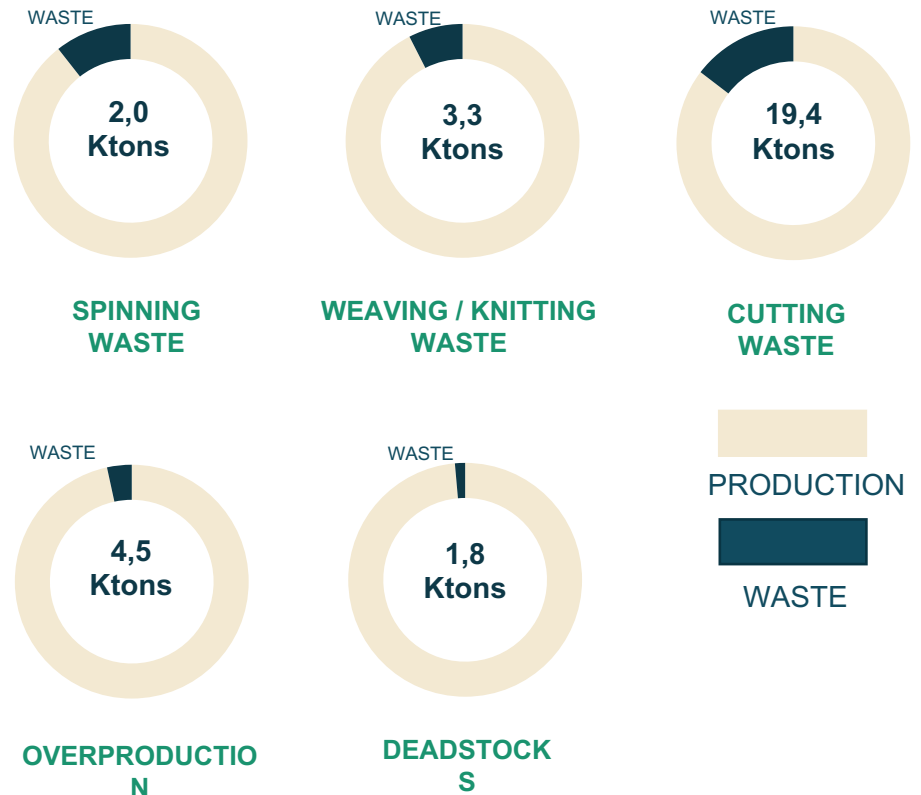 WASTE
2,0
Ktons
SPINNING
WASTE
WASTE
3,3
Ktons
WEAVING / KNITTING
WASTE
WASTE
19,4
Ktons
CUTTING
WASTE
WASTE
4,5
Ktons
OVERPRODUCTIO
N
WASTE
1,8
Ktons
DEADSTOCK
S
PRODUCTION
WASTE